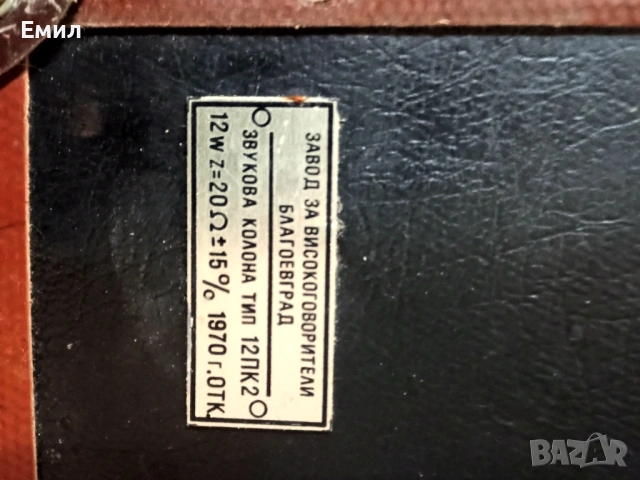 Емил
ЗАВОД ЗА ВИСОКОГОВОРИТЕЛИ
БЛАГОЕВГРАД
ЗВУКОВА КОЛОНА ТИП 12ПК2
12W Z=20Ω±15% 1970 г. ОТК.
BAZAR